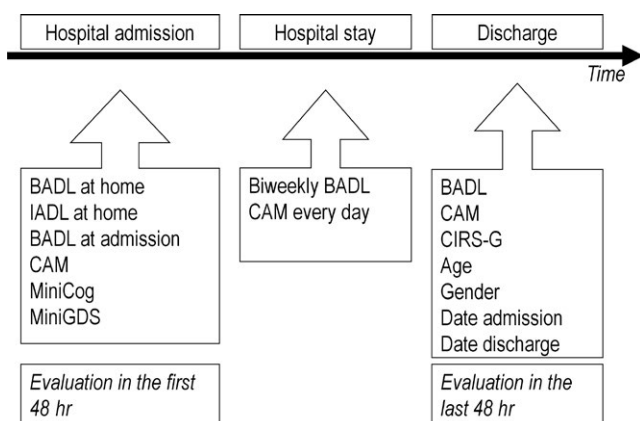 Hospital admission
Hospital stay
Discharge
Time
BADL at home
IADL at home
BADL at admission
CAM
MiniCog
MiniGDS
Biweekly BADL
CAM every day
BADL
CAM
CIRS-G
Age
Gender
Date admission
Date discharge
Evaluation in the first
48 hr
Evaluation in the
last 48 hr